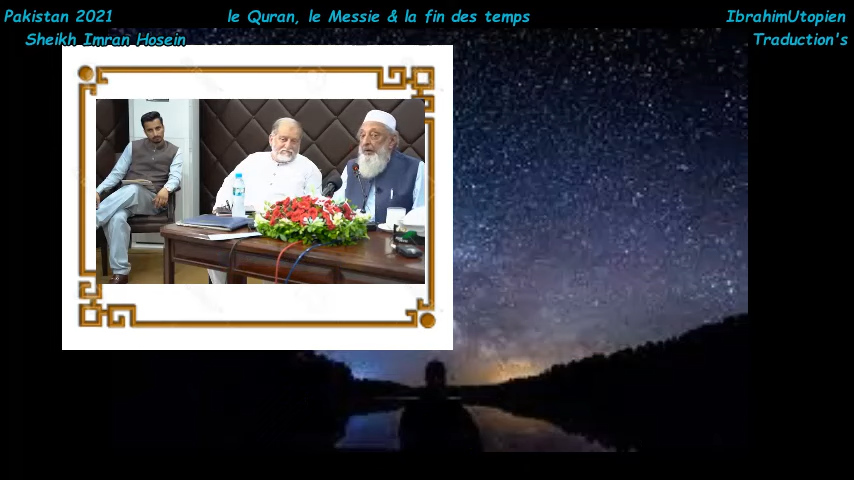 Pakistan 2021 le Quran, le Messie & la fin des temps IbrahimUtopien
Sheikh Imran Hosein Traduction's